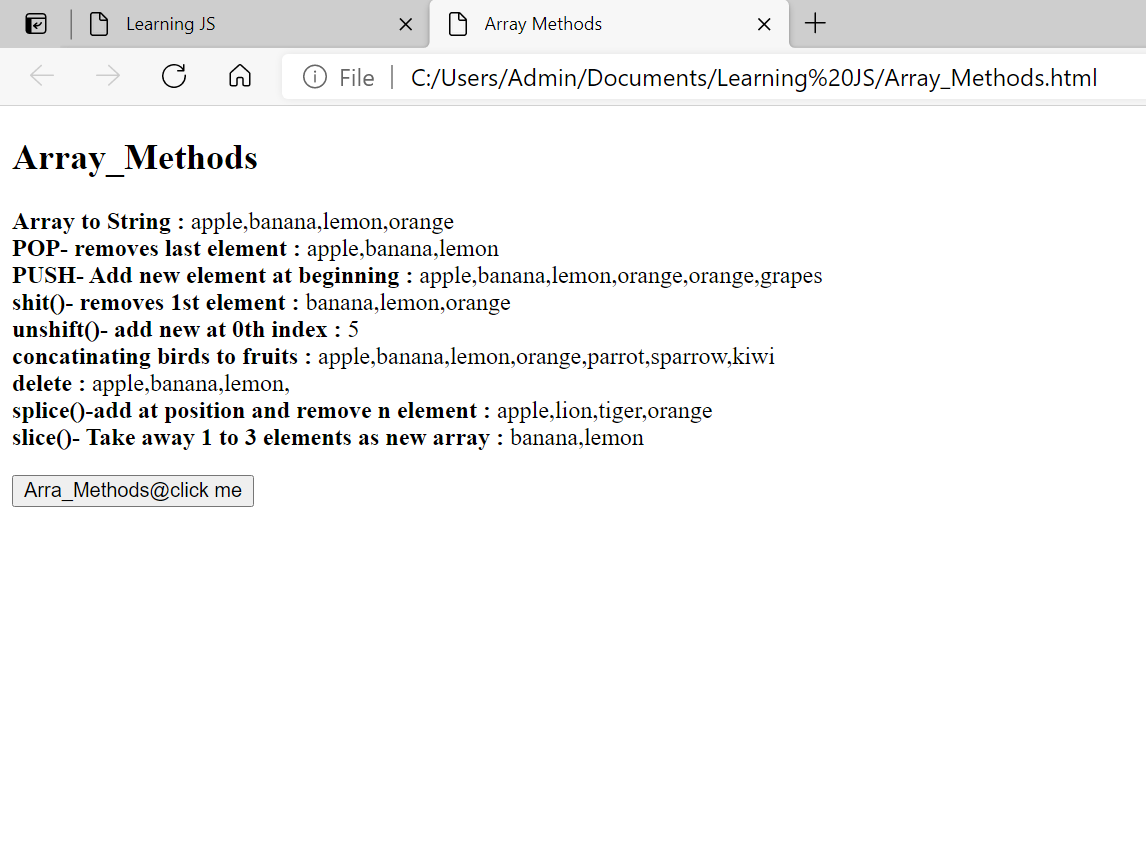 Learning JS
Array Methods
File
C:/Users/Admin/Documents/Learning%20JS/Array_Methods.html
Array_Methods
Array to String : apple,banana,lemon,orange
POP- removes last element : apple,banana,lemon
PUSH- Add new element at beginning : apple,banana,lemon,orange,orange,grapes
shit()- removes 1st element : banana,lemon,orange
unshift()- add new at 0th index : 5
concatinating birds to fruits : apple,banana,lemon,orange,parrot,sparrow,kiwi
delete : apple,banana,lemon,
splice()-add at position and remove n element : apple,lion,tiger,orange
slice()- Take away 1 to 3 elements as new array : banana,lemon
Arra_Methods@click me